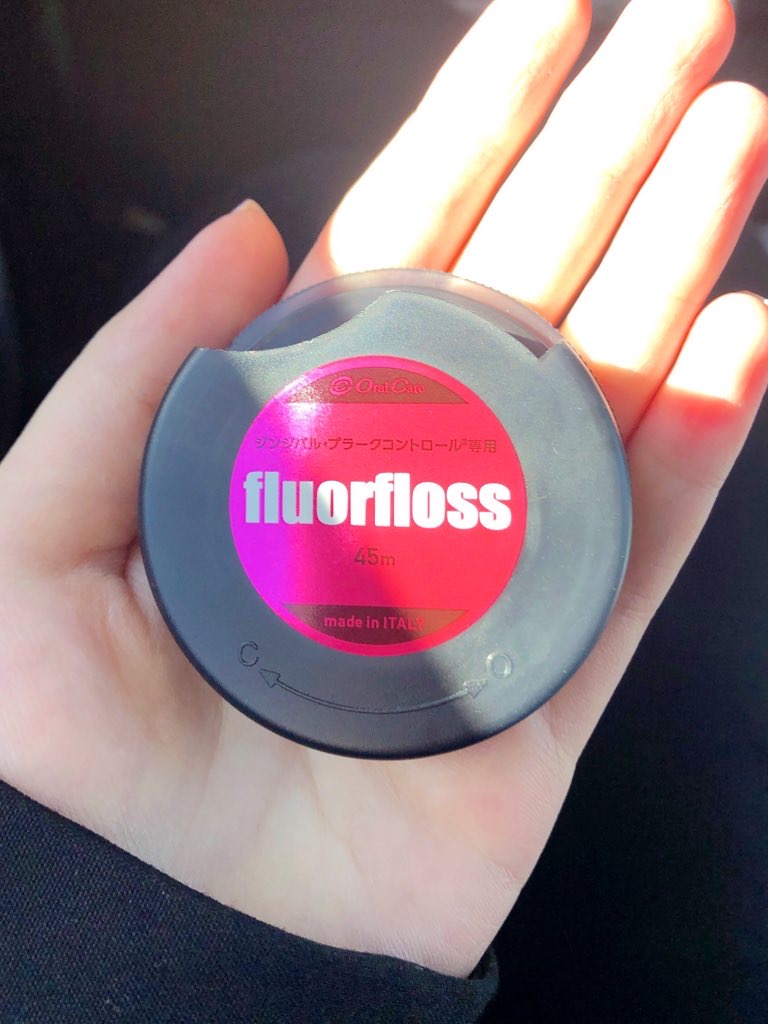 Oral Care
ジンジバル・プラークコントロール®専用
fluorfloss
45m
made in ITALY
C O